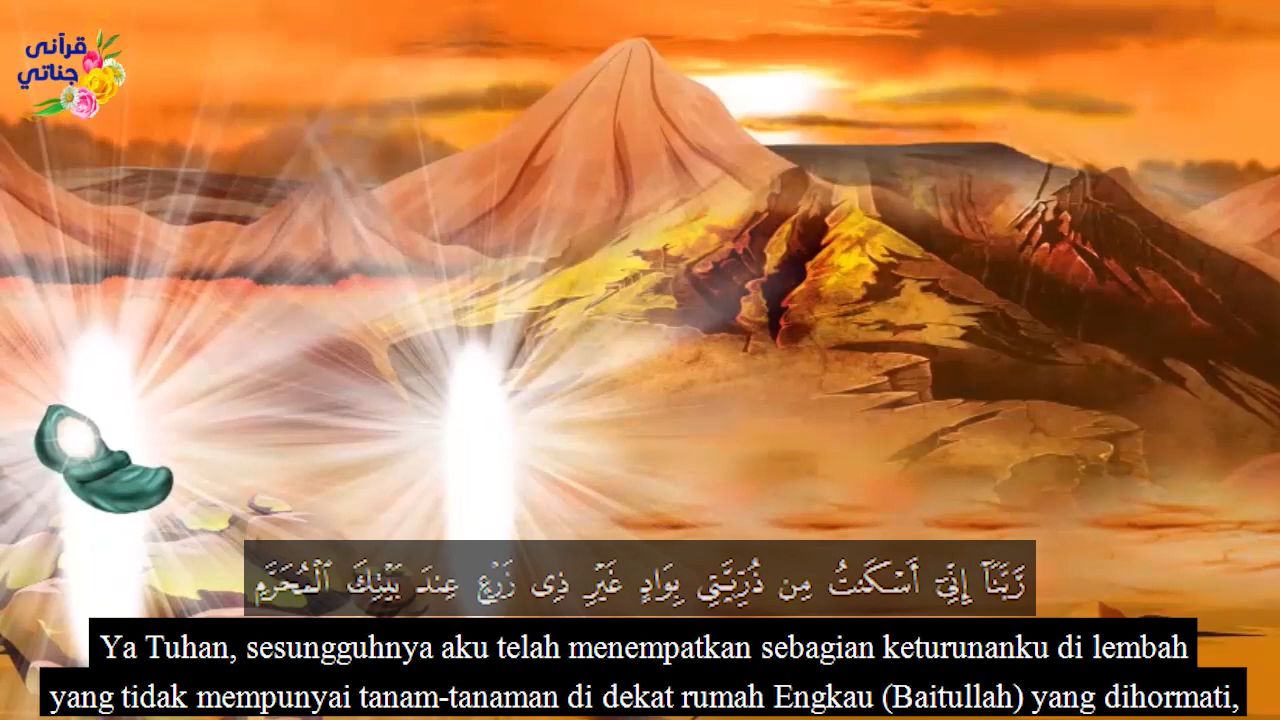 قرآنى
جناتي
رَّبَّنَآ إِنِّىٓ أَسْكَنتُ مِن ذُرِّيَّتِى بِوَادٍ غَيْرِ ذِى زَرْعٍ عِندَ بَيْتِكَ ٱلْمُحَرَّمِ
Ya Tuhan, sesungguhnya aku telah menempatkan sebagian keturunanku di lembah
yang tidak mempunyai tanam-tanaman di dekat rumah Engkau (Baitullah) yang dihormati,